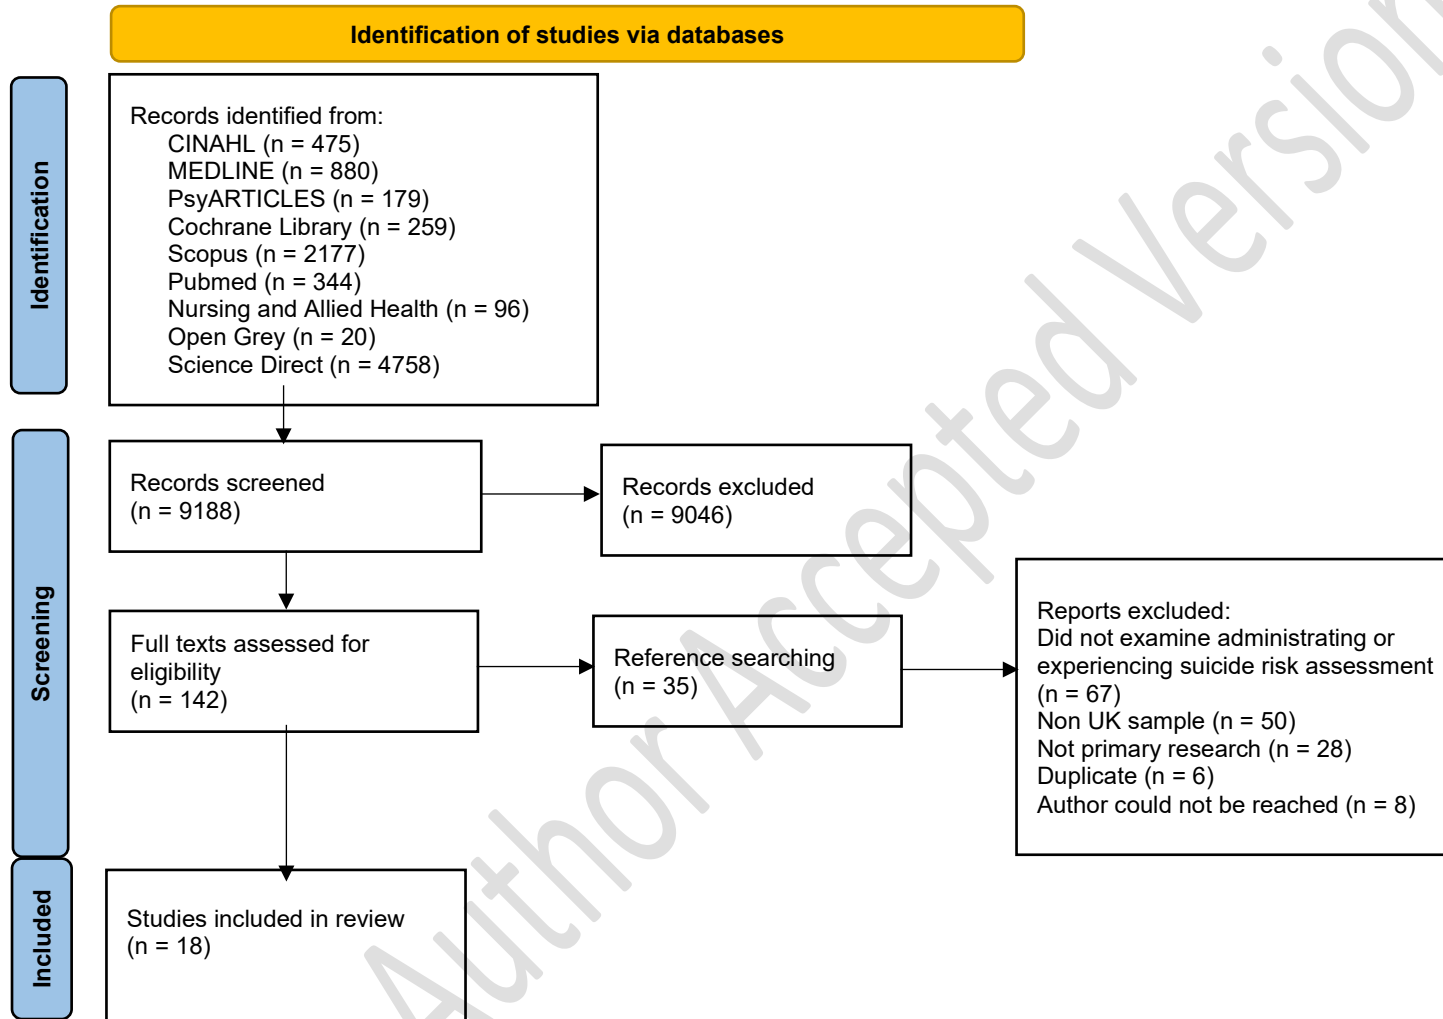 Identification of studies via databases
Identification
Records identified from:
CINAHL (n = 475)
MEDLINE (n = 880)
PsyARTICLES (n = 179)
Cochrane Library (n = 259)
Scopus (n = 2177)
Pubmed (n = 344)
Nursing and Allied Health (n = 96)
Open Grey (n = 20)
Science Direct (n = 4758)
Screening
Records screened
(n = 9188)
Records excluded
(n = 9046)
Full texts assessed for
eligibility
(n = 142)
Reference searching
(n = 35)
Reports excluded:
Did not examine administrating or
experiencing suicide risk assessment
(n = 67)
Non UK sample (n = 50)
Not primary research (n = 28)
Duplicate (n = 6)
Author could not be reached (n = 8)
Included
Studies included in review
(n = 18)
Author Accepted Version